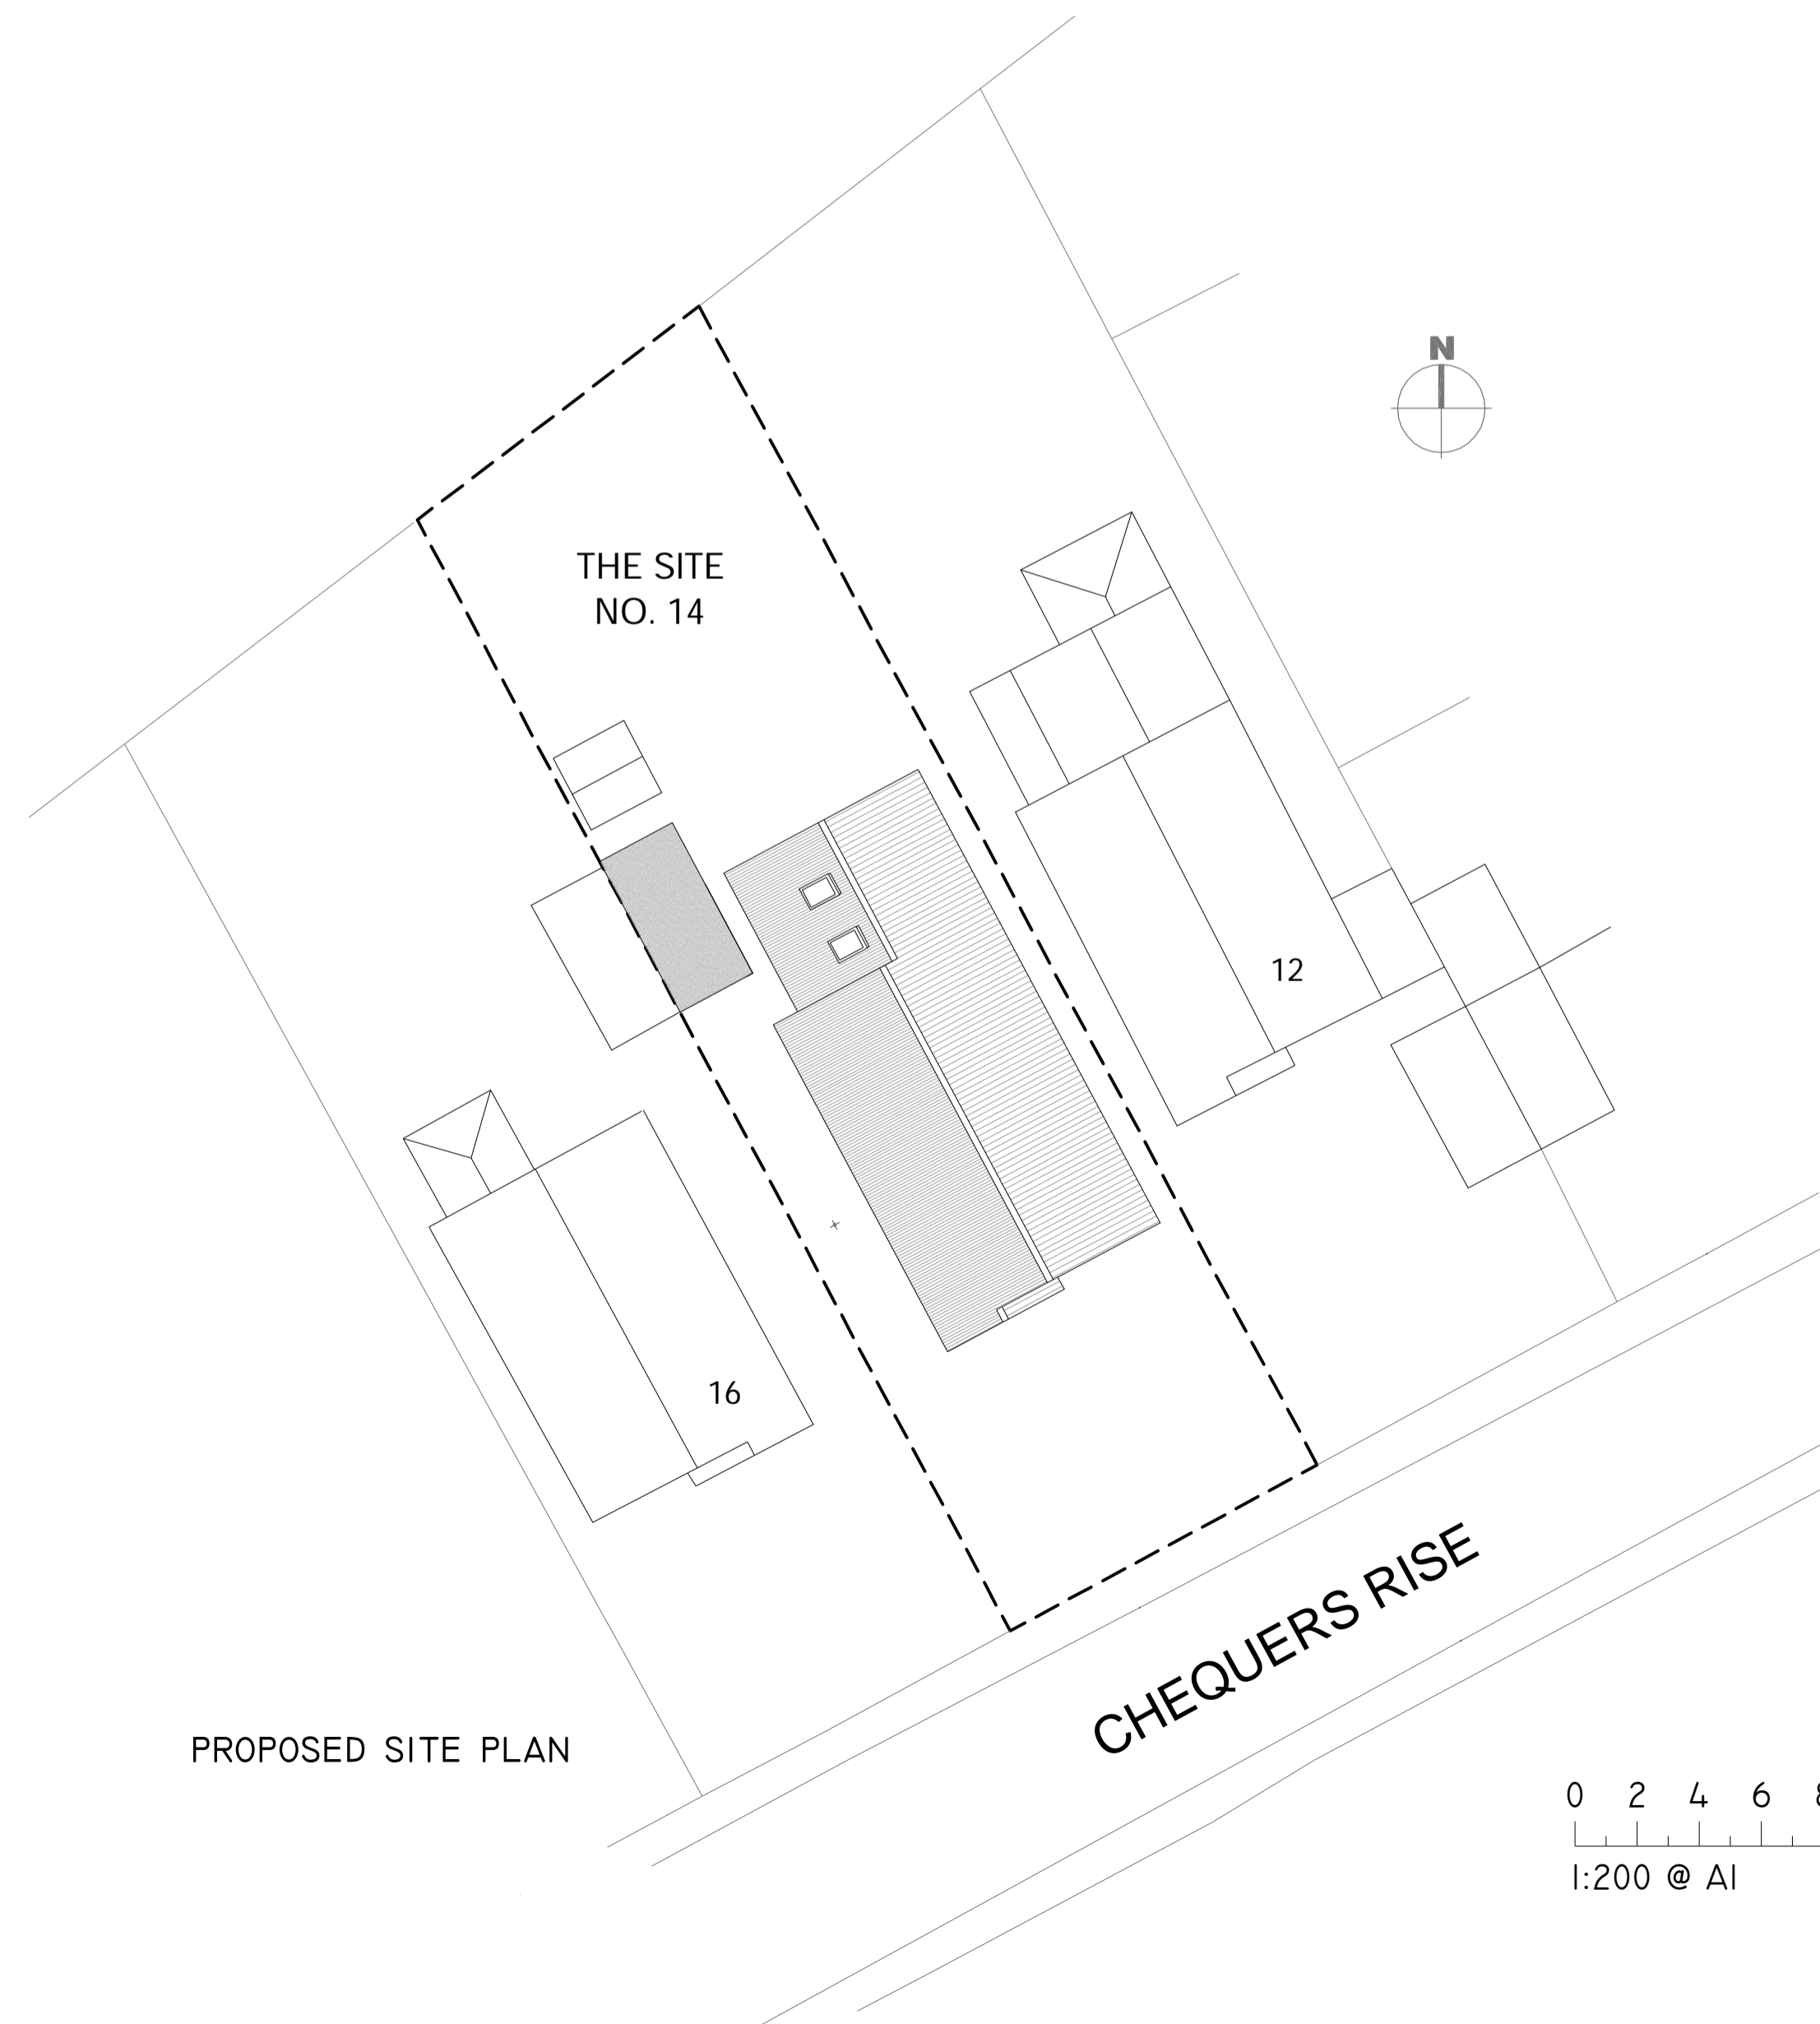 N
THE SITE
NO. 14
12
16
CHEQUERS RISE
PROPOSED SITE PLAN
0 2 4 6
1:200 @ A1